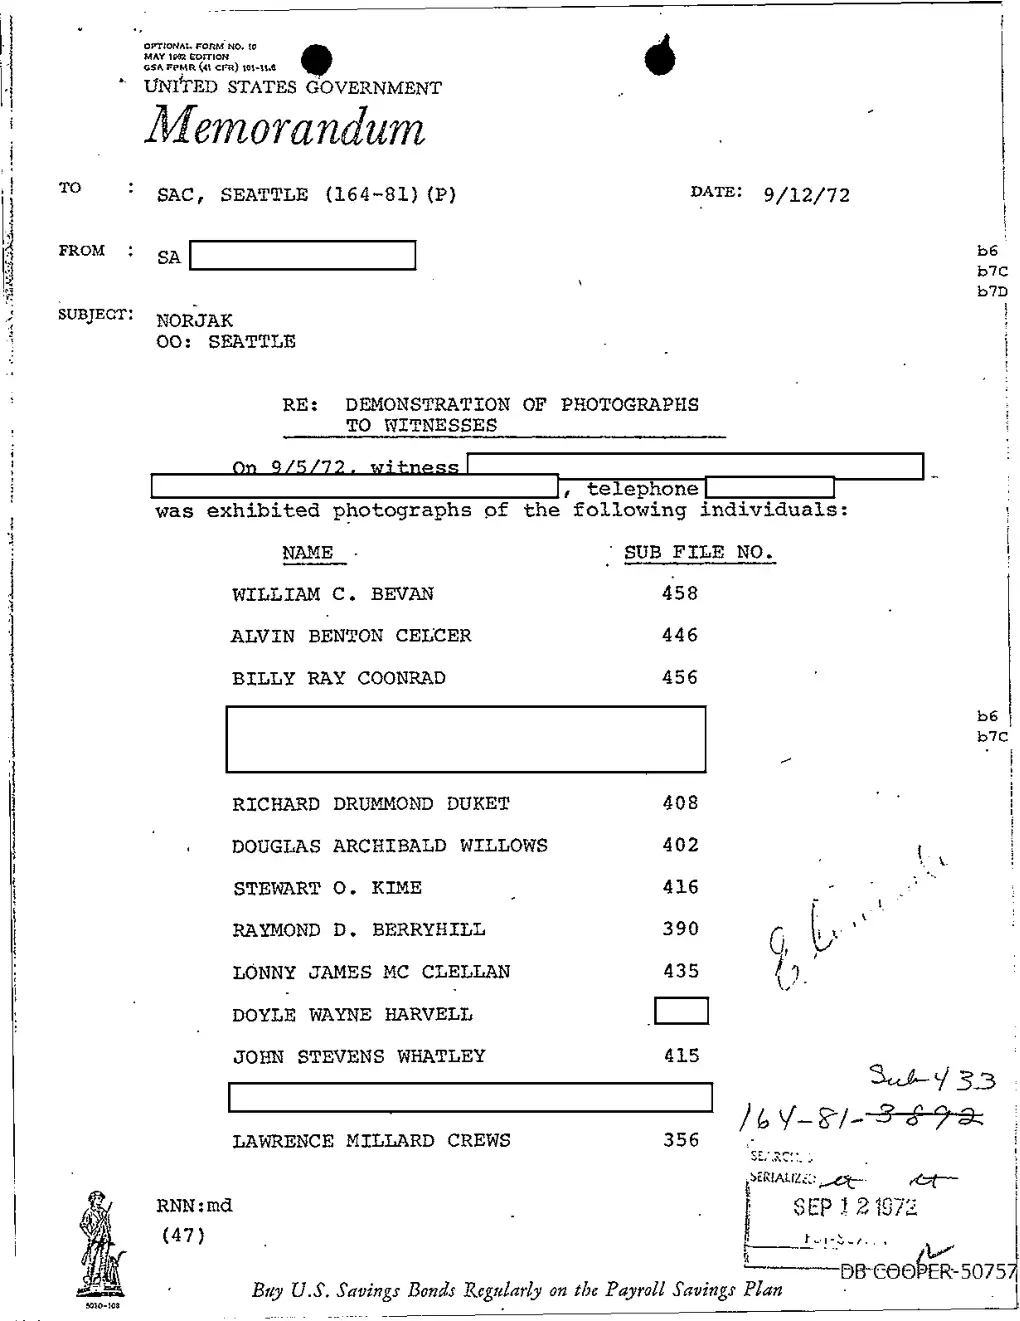 OPTIONAL FORM NO. 10
MAY 1962 EDITION
GSA FPMR (41 CFR) 101-11.6
UNITED STATES GOVERNMENT
Memorandum
TO : SAC, SEATTLE (164-81)(P) DATE: 9/12/72
FROM : SA
b6
b7C
b7D
SUBJECT: NORJAK
OO: SEATTLE
RE: DEMONSTRATION OF PHOTOGRAPHS
TO WITNESSES
On 9/5/72, witness
, telephone
was exhibited photographs of the following individuals:
NAME SUB FILE NO.
WILLIAM C. BEVAN 458
ALVIN BENTON CELCER 446
BILLY RAY COONRAD 456
b6
b7C
RICHARD DRUMMOND DUKET 408
DOUGLAS ARCHIBALD WILLOWS 402
STEWART O. KIME 416
RAYMOND D. BERRYHILL 390
LONNY JAMES MC CLELLAN 435
DOYLE WAYNE HARVELL
JOHN STEVENS WHATLEY 415
Sub 433
164-81-3892
LAWRENCE MILLARD CREWS 356
SERIALIZED
RNN:md
(47)
SEP 12 1972
DB COOPER-50757
5010-108
Buy U.S. Savings Bonds Regularly on the Payroll Savings Plan